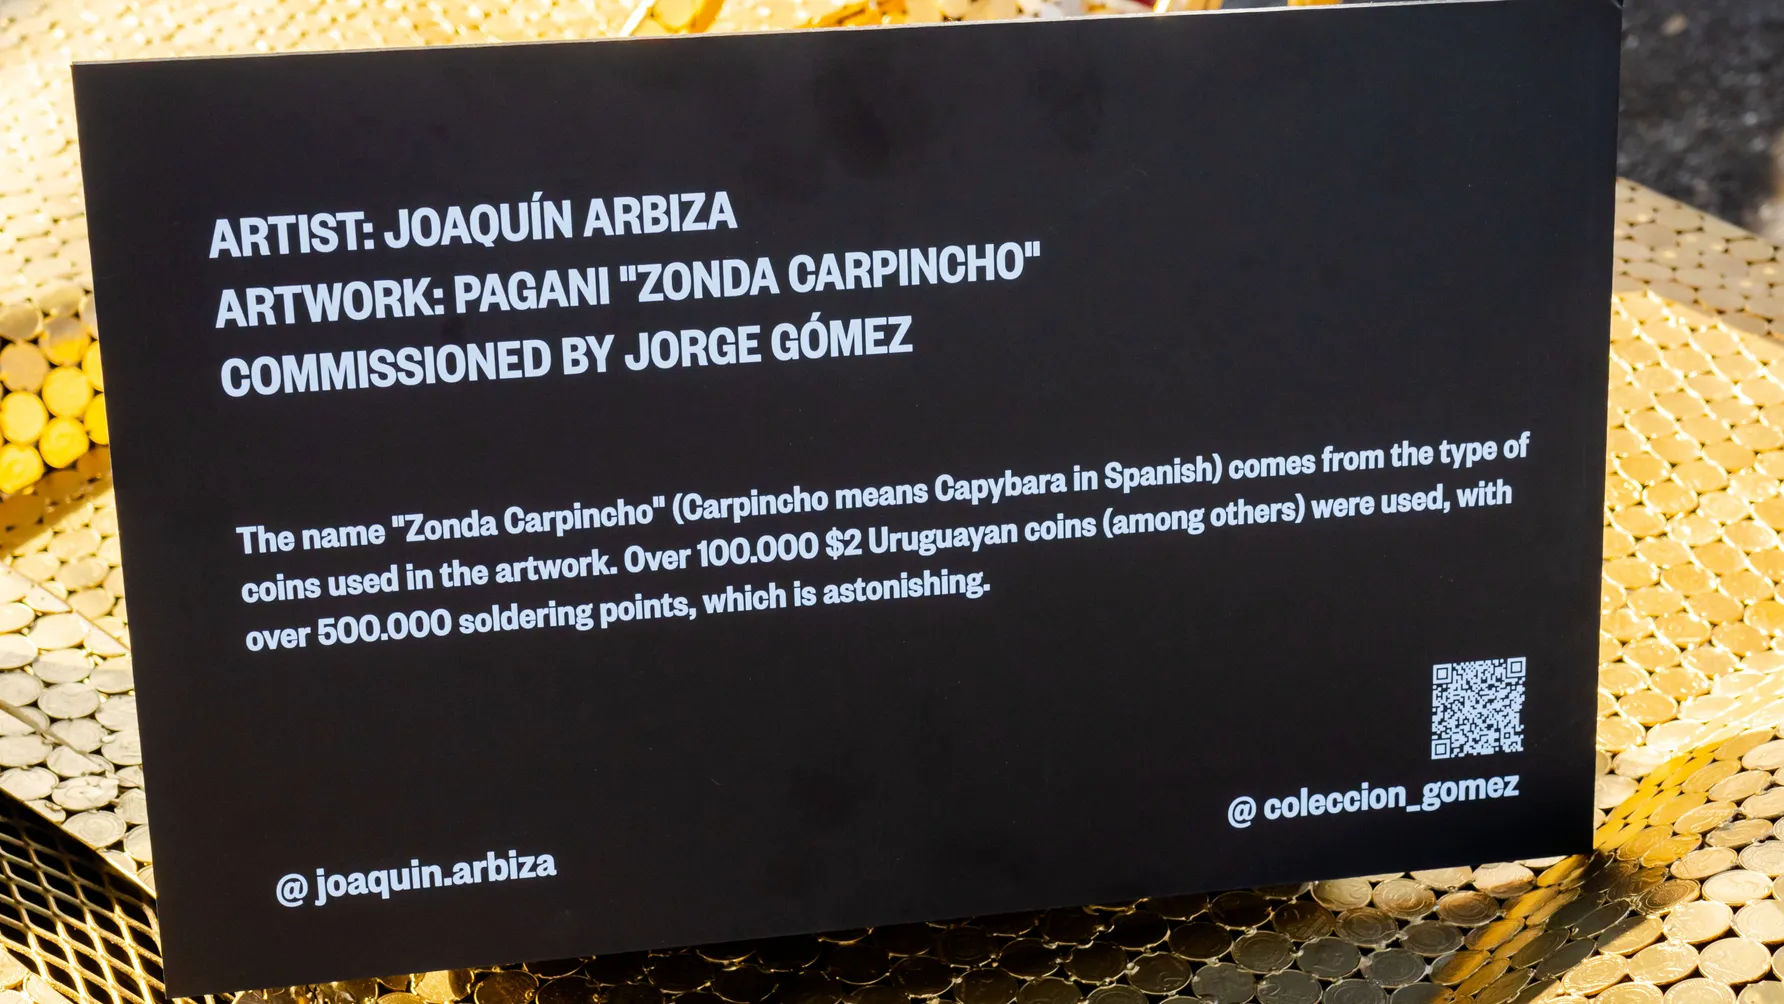 ARTIST: JOAQUÍN ARBIZA
ARTWORK: PAGANI "ZONDA CARPINCHO"
COMMISSIONED BY JORGE GÓMEZ
The name "Zonda Carpincho" (Carpincho means Capybara in Spanish) comes from the type of
coins used in the artwork. Over 100.000 $2 Uruguayan coins (among others) were used, with
over 500.000 soldering points, which is astonishing.
@ coleccion_gomez
@ joaquin.arbiza